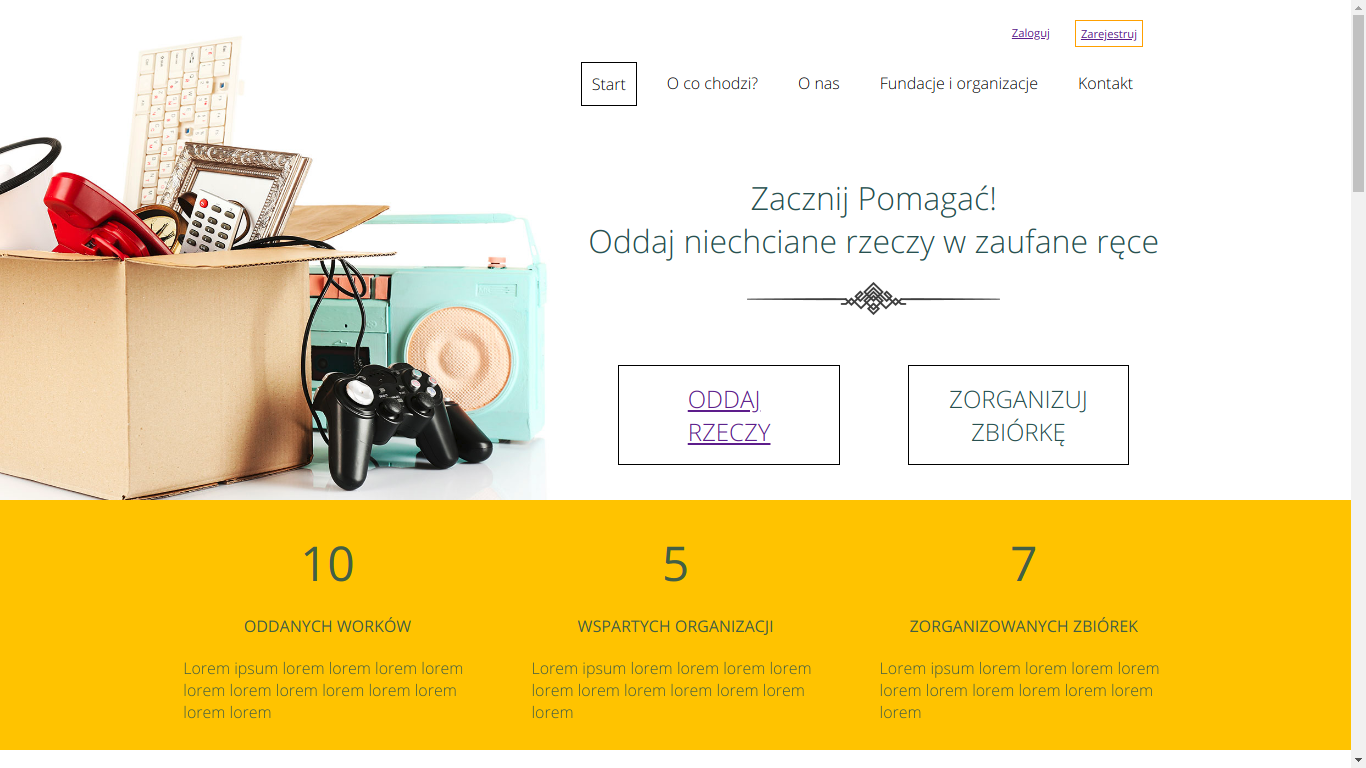 Zaloguj Zarejestruj
Start O co chodzi? O nas Fundacje i organizacje Kontakt
Zacznij Pomagać!
Oddaj niechciane rzeczy w zaufane ręce
ODDAJ
RZECZY
ZORGANIZUJ
ZBIÓRKĘ
10
ODDANYCH WORKÓW
Lorem ipsum lorem lorem lorem lorem
lorem lorem lorem lorem lorem lorem
lorem lorem
5
WSPARTYCH ORGANIZACJI
Lorem ipsum lorem lorem lorem lorem
lorem lorem lorem lorem lorem lorem
lorem
7
ZORGANIZOWANYCH ZBIÓREK
Lorem ipsum lorem lorem lorem lorem
lorem lorem lorem lorem lorem lorem
lorem